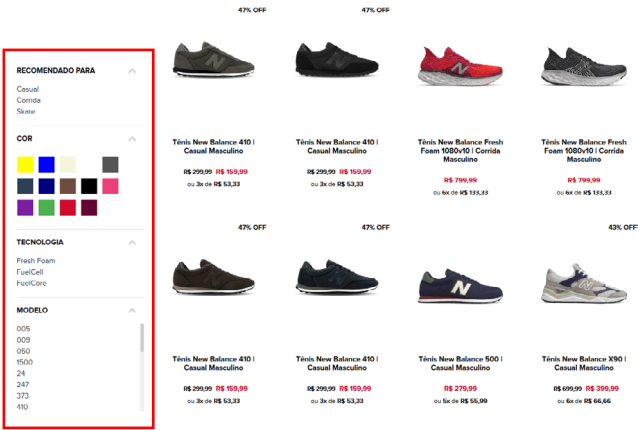 47% OFF
47% OFF
RECOMENDADO PARA
Casual
Corrida
Skate
COR
TECNOLOGIA
Fresh Foam
FuelCell
FuelCore
MODELO
005
009
060
1500
24
247
373
410
Tênis New Balance 410 |
Casual Masculino
R$ 299,99 R$ 159,99
ou 3x de R$ 53,33
Tênis New Balance 410 |
Casual Masculino
R$ 299,99 R$ 159,99
ou 3x de R$ 53,33
Tênis New Balance Fresh
Foam 1080v10 | Corrida
Masculino
R$ 799,99
ou 6x de R$ 133,33
Tênis New Balance Fresh
Foam 1080v10 | Corrida
Masculino
R$ 799,99
ou 6x de R$ 133,33
47% OFF
47% OFF
43% OFF
Tênis New Balance 410 |
Casual Masculino
R$ 299,99 R$ 159,99
ou 3x de R$ 53,33
Tênis New Balance 410 |
Casual Masculino
R$ 299,99 R$ 159,99
ou 3x de R$ 53,33
Tênis New Balance 500 |
Casual Masculino
R$ 279,99
ou 5x de R$ 55,99
Tênis New Balance X90 |
Casual Masculino
R$ 699,99 R$ 399,99
ou 6x de R$ 66,66